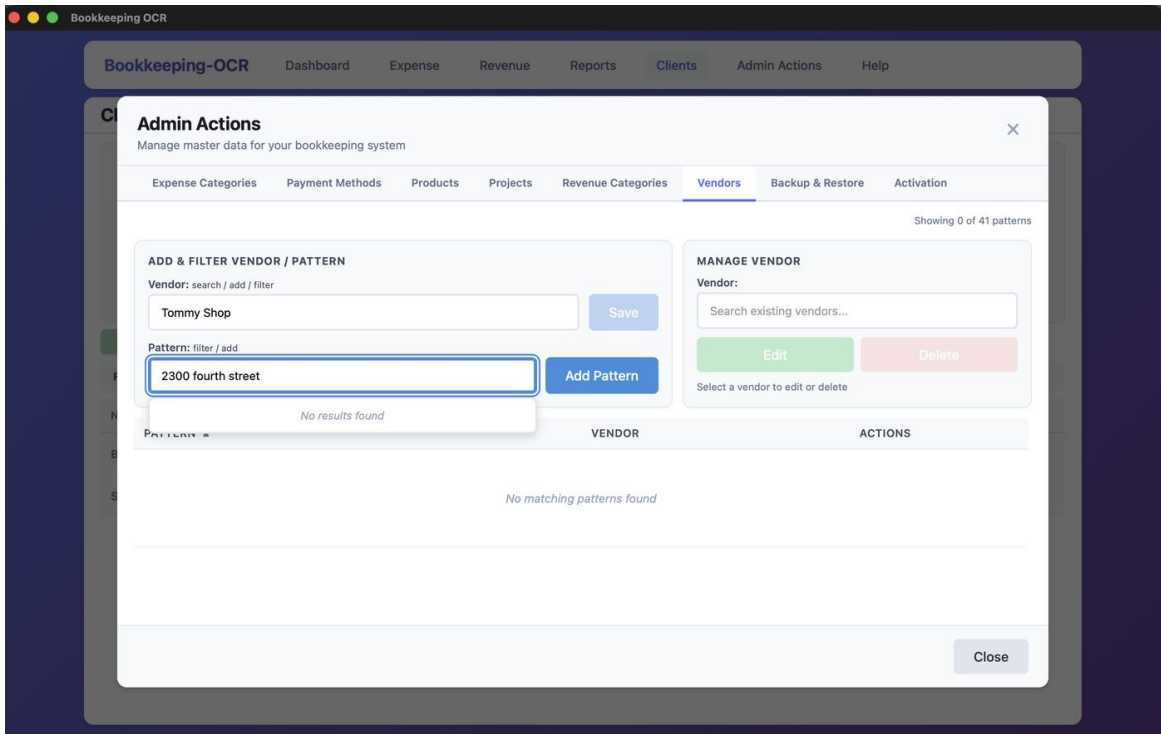 Bookkeeping OCR
Bookkeeping-OCR Dashboard Expense Revenue Reports Clients Admin Actions Help
Admin Actions
Manage master data for your bookkeeping system
Expense Categories Payment Methods Products Projects Revenue Categories Vendors Backup & Restore Activation
Showing 0 of 41 patterns
ADD & FILTER VENDOR / PATTERN
Vendor: search / add / filter
Tommy Shop Save
Pattern: filter / add
2300 fourth street Add Pattern
No results found
MANAGE VENDOR
Vendor:
Search existing vendors...
Edit Delete
Select a vendor to edit or delete
PATTERN VENDOR ACTIONS
No matching patterns found
Close